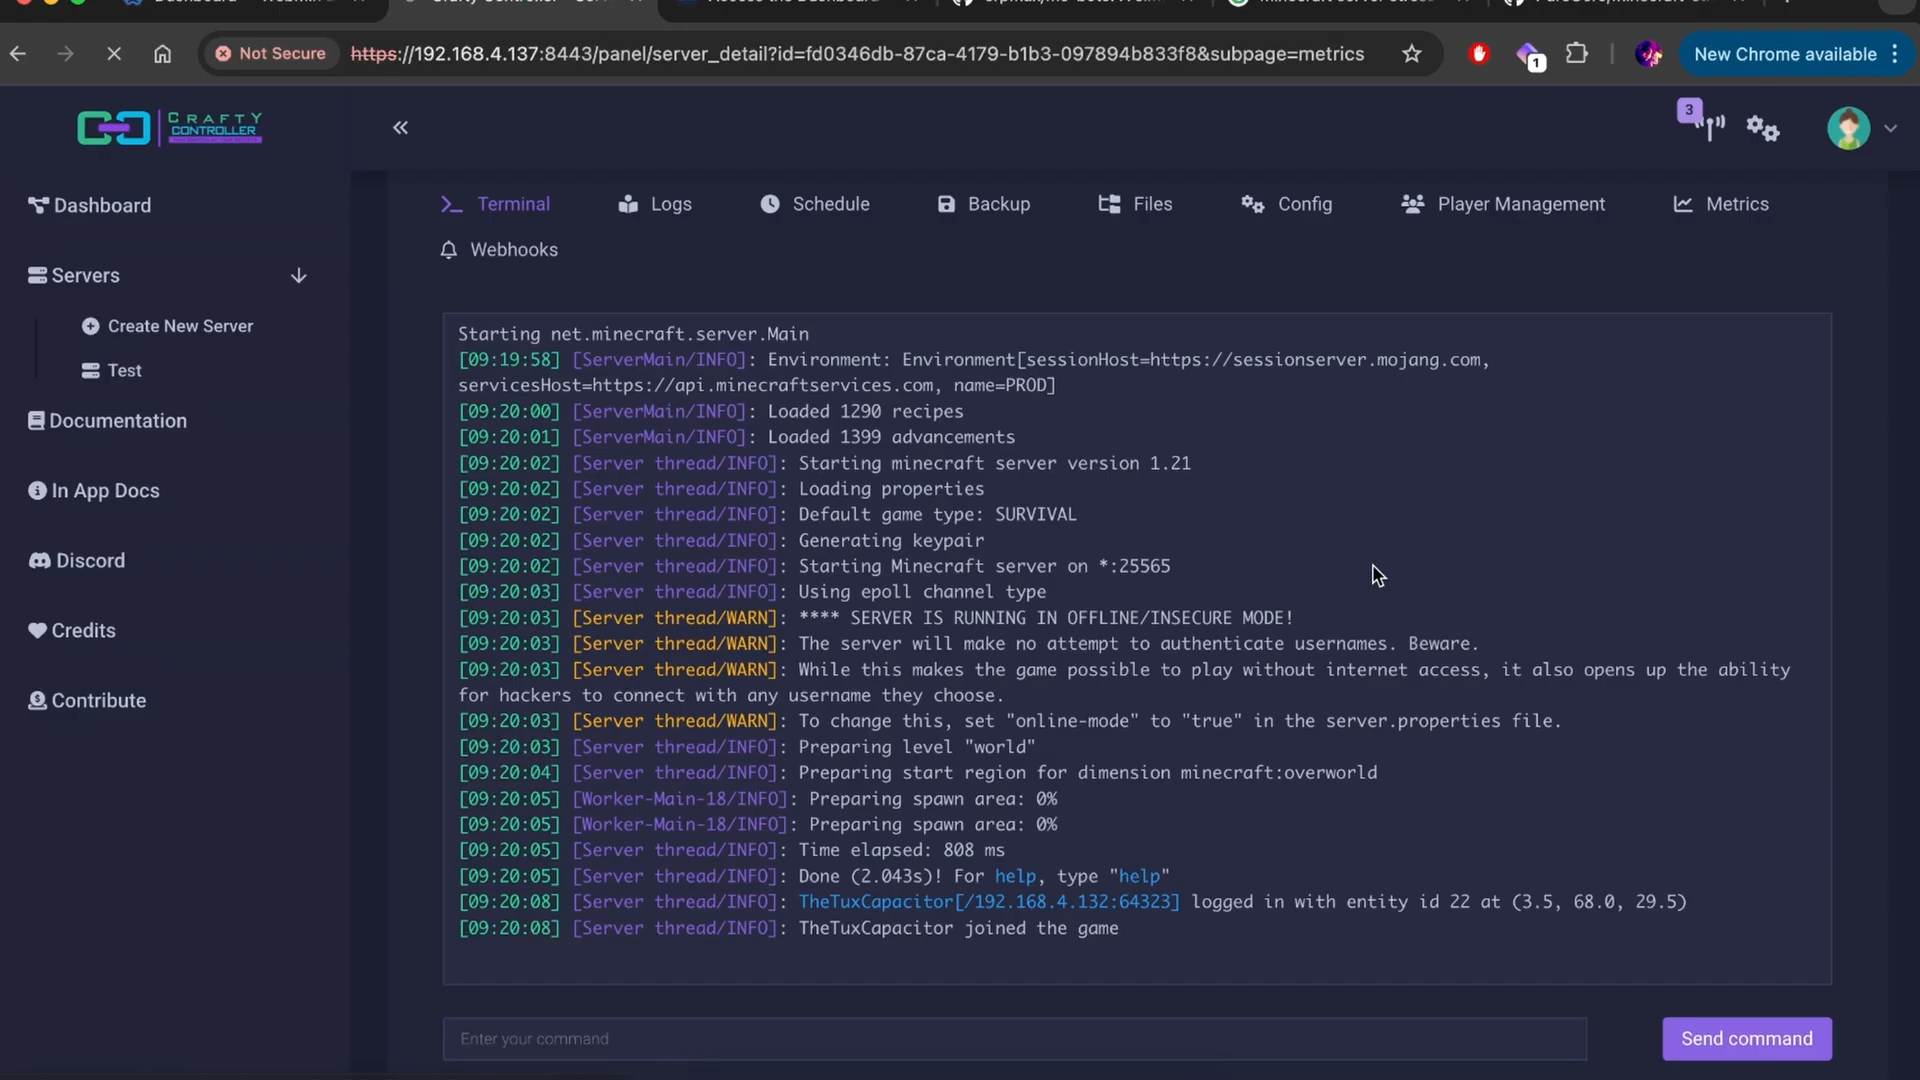 Not Secure
https://192.168.4.137:8443/panel/server_detail?id=fd0346db-87ca-4179-b1b3-097894b833f8&subpage=metrics
1
New Chrome available
CRAFTY
CONTROLLER
3
Dashboard
Servers
Create New Server
Test
Documentation
In App Docs
Discord
Credits
Contribute
Terminal
Logs
Schedule
Backup
Files
Config
Player Management
Metrics
Webhooks
Starting net.minecraft.server.Main
[09:19:58] [ServerMain/INFO]: Environment: Environment[sessionHost=https://sessionserver.mojang.com,
servicesHost=https://api.minecraftservices.com, name=PROD]
[09:20:00] [ServerMain/INFO]: Loaded 1290 recipes
[09:20:01] [ServerMain/INFO]: Loaded 1399 advancements
[09:20:02] [Server thread/INFO]: Starting minecraft server version 1.21
[09:20:02] [Server thread/INFO]: Loading properties
[09:20:02] [Server thread/INFO]: Default game type: SURVIVAL
[09:20:02] [Server thread/INFO]: Generating keypair
[09:20:02] [Server thread/INFO]: Starting Minecraft server on *:25565
[09:20:03] [Server thread/INFO]: Using epoll channel type
[09:20:03] [Server thread/WARN]: **** SERVER IS RUNNING IN OFFLINE/INSECURE MODE!
[09:20:03] [Server thread/WARN]: The server will make no attempt to authenticate usernames. Beware.
[09:20:03] [Server thread/WARN]: While this makes the game possible to play without internet access, it also opens up the ability
for hackers to connect with any username they choose.
[09:20:03] [Server thread/WARN]: To change this, set "online-mode" to "true" in the server.properties file.
[09:20:03] [Server thread/INFO]: Preparing level "world"
[09:20:04] [Server thread/INFO]: Preparing start region for dimension minecraft:overworld
[09:20:05] [Worker-Main-18/INFO]: Preparing spawn area: 0%
[09:20:05] [Worker-Main-18/INFO]: Preparing spawn area: 0%
[09:20:05] [Server thread/INFO]: Time elapsed: 808 ms
[09:20:05] [Server thread/INFO]: Done (2.043s)! For help, type "help"
[09:20:08] [Server thread/INFO]: TheTuxCapacitor[/192.168.4.132:64323] logged in with entity id 22 at (3.5, 68.0, 29.5)
[09:20:08] [Server thread/INFO]: TheTuxCapacitor joined the game
Enter your command
Send command